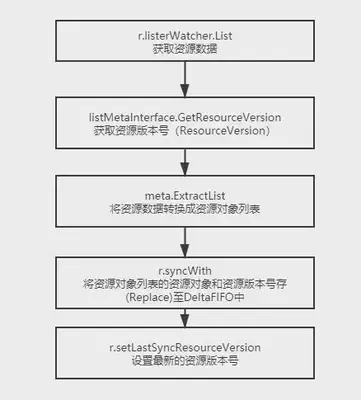 r.listerWatcher.List
获取资源数据
listMetaInterface.GetResourceVersion
获取资源版本号（ResourceVersion）
meta.ExtractList
将资源数据转换成资源对象列表
r.syncWith
将资源对象列表的资源对象和资源版本号存
(Replace)至DeltaFIFO中
r.setLastSyncResourceVersion
设置最新的资源版本号